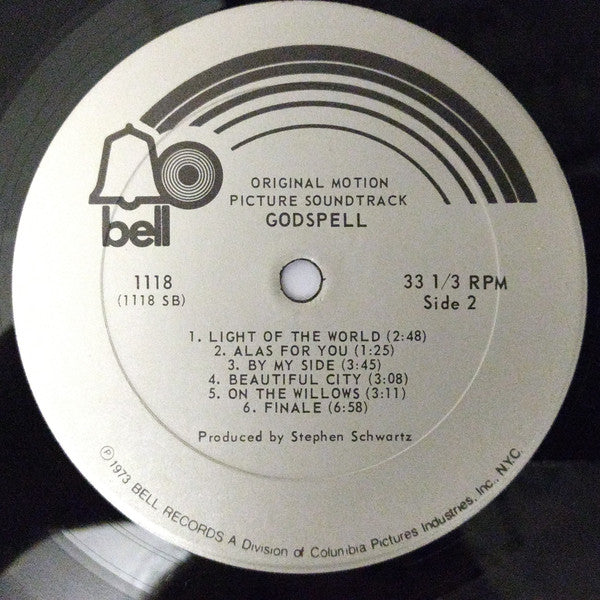 bell
ORIGINAL MOTION
PICTURE SOUNDTRACK
GODSPELL
1118
(1118 SB)
33 1/3 RPM
Side 2
1. LIGHT OF THE WORLD (2:48)
2. ALAS FOR YOU (1:25)
3. BY MY SIDE (3:45)
4. BEAUTIFUL CITY (3:08)
5. ON THE WILLOWS (3:11)
6. FINALE (6:58)
Produced by Stephen Schwartz
Ⓟ1973 BELL RECORDS A Division of Columbia Pictures Industries, Inc., N.Y.C.